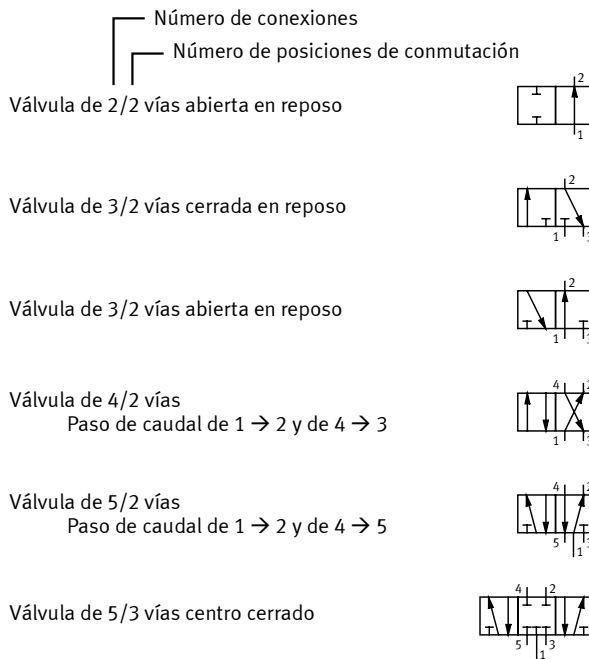 Número de conexiones
Número de posiciones de conmutación
Válvula de 2/2 vías abierta en reposo
2
1
Válvula de 3/2 vías cerrada en reposo
2
1 3
Válvula de 3/2 vías abierta en reposo
2
1 3
Válvula de 4/2 vías
Paso de caudal de 1 → 2 y de 4 → 3
4 2
1 3
Válvula de 5/2 vías
Paso de caudal de 1 → 2 y de 4 → 5
4 2
5 1 3
Válvula de 5/3 vías centro cerrado
4 2
5 3
1